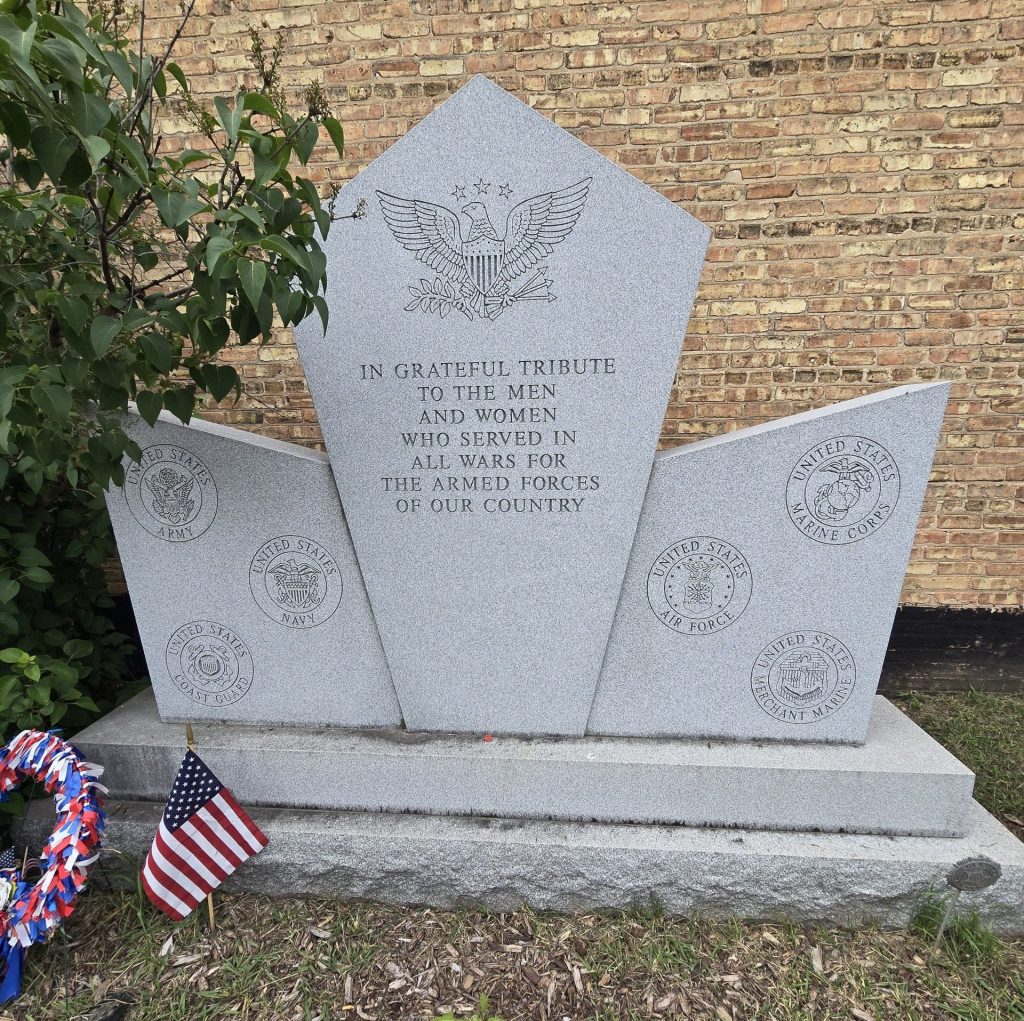 IN GRATEFUL TRIBUTE
TO THE MEN
AND WOMEN
WHO SERVED IN
ALL WARS FOR
THE ARMED FORCES
OF OUR COUNTRY
UNITED STATES
ARMY
UNITED STATES
NAVY
UNITED STATES
COAST GUARD
UNITED STATES
MARINE CORPS
UNITED STATES
AIR FORCE
UNITED STATES
MERCHANT MARINE